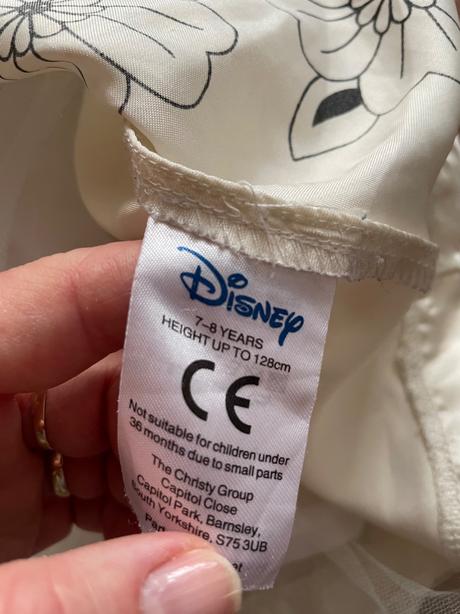 Disney
7-8 YEARS
HEIGHT UP TO 128cm
CE
Not suitable for children under
36 months due to small parts
The Christy Group
Capitol Close
Capitol Park, Barnsley,
South Yorkshire, S75 3UB